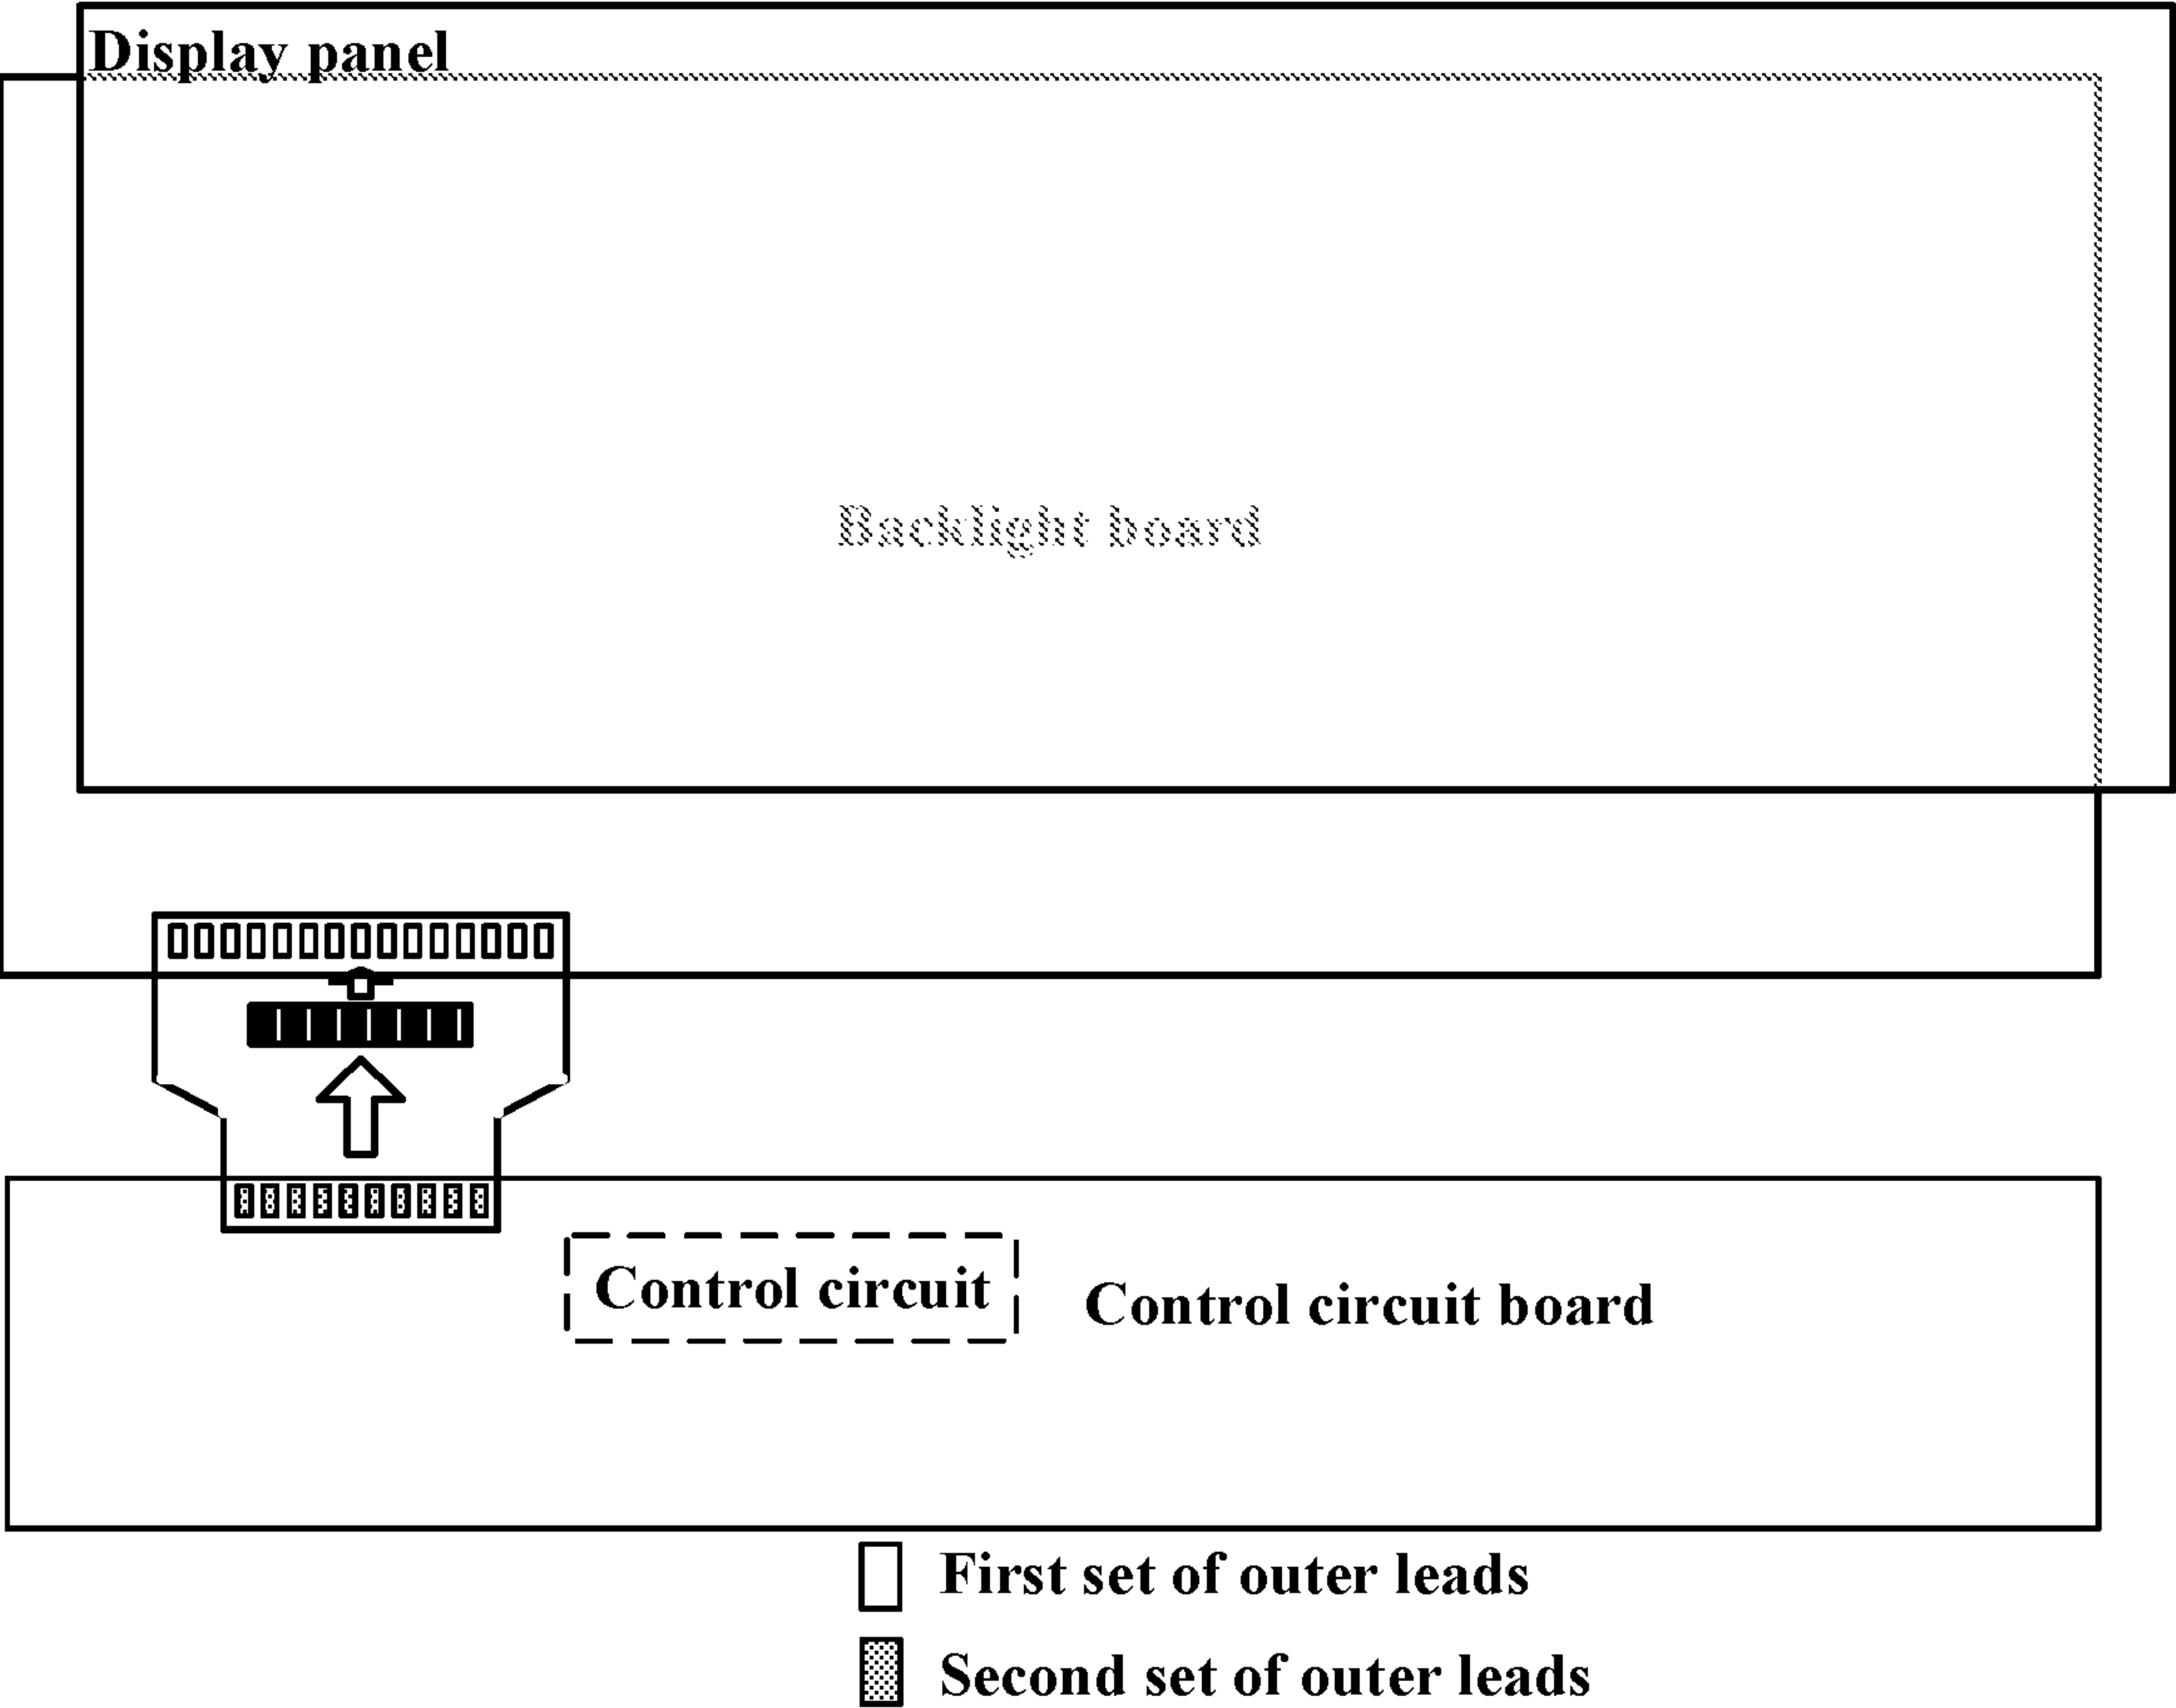 Display panel
Backlight board
Control circuit
Control circuit board
First set of outer leads
Second set of outer leads